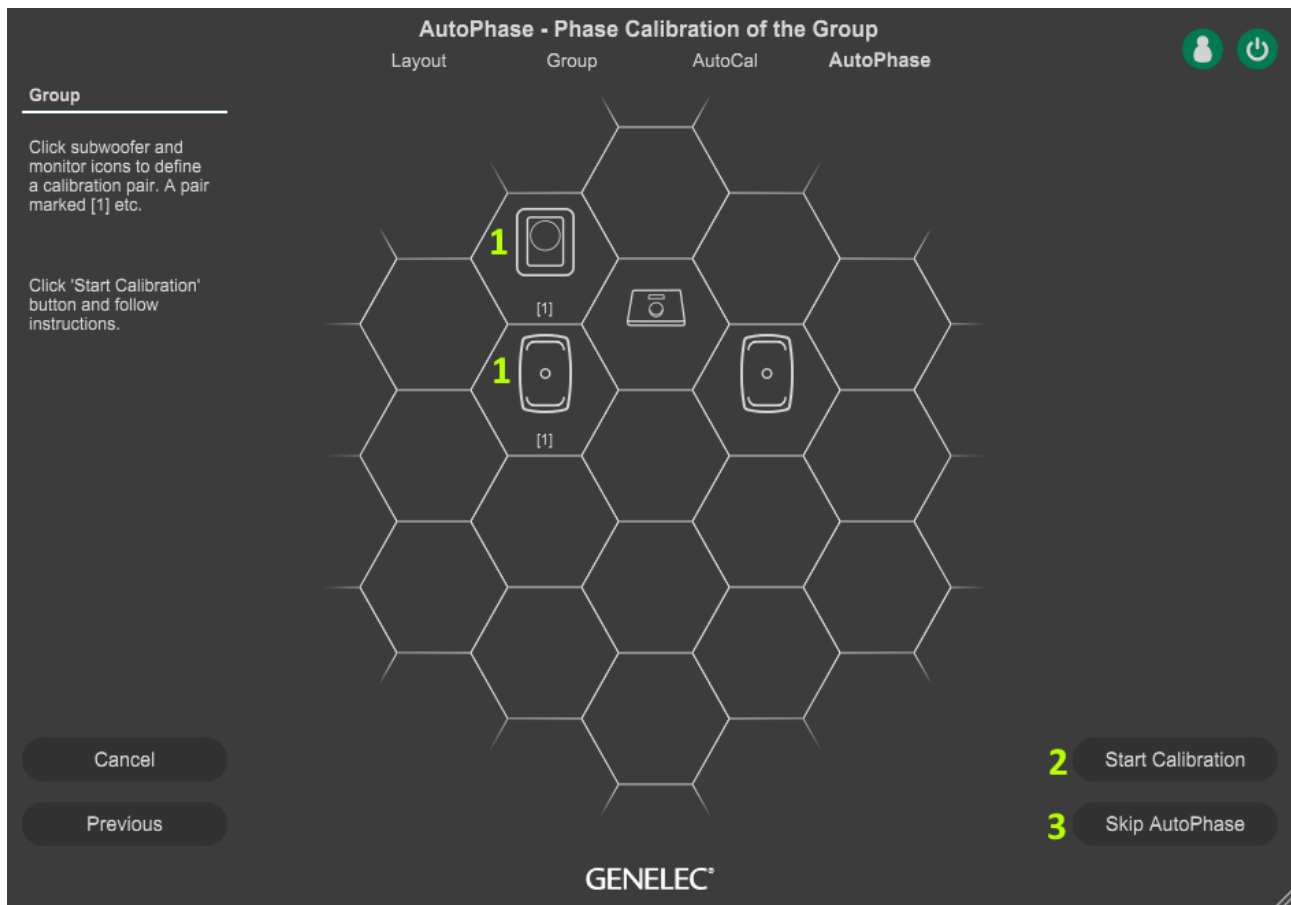 AutoPhase - Phase Calibration of the Group
Layout Group AutoCal AutoPhase
Group
Click subwoofer and
monitor icons to define
a calibration pair. A pair
marked [1] etc.
Click 'Start Calibration'
button and follow
instructions.
1
[1]
1
[1]
Cancel
Previous
2 Start Calibration
3 Skip AutoPhase
GENELEC®